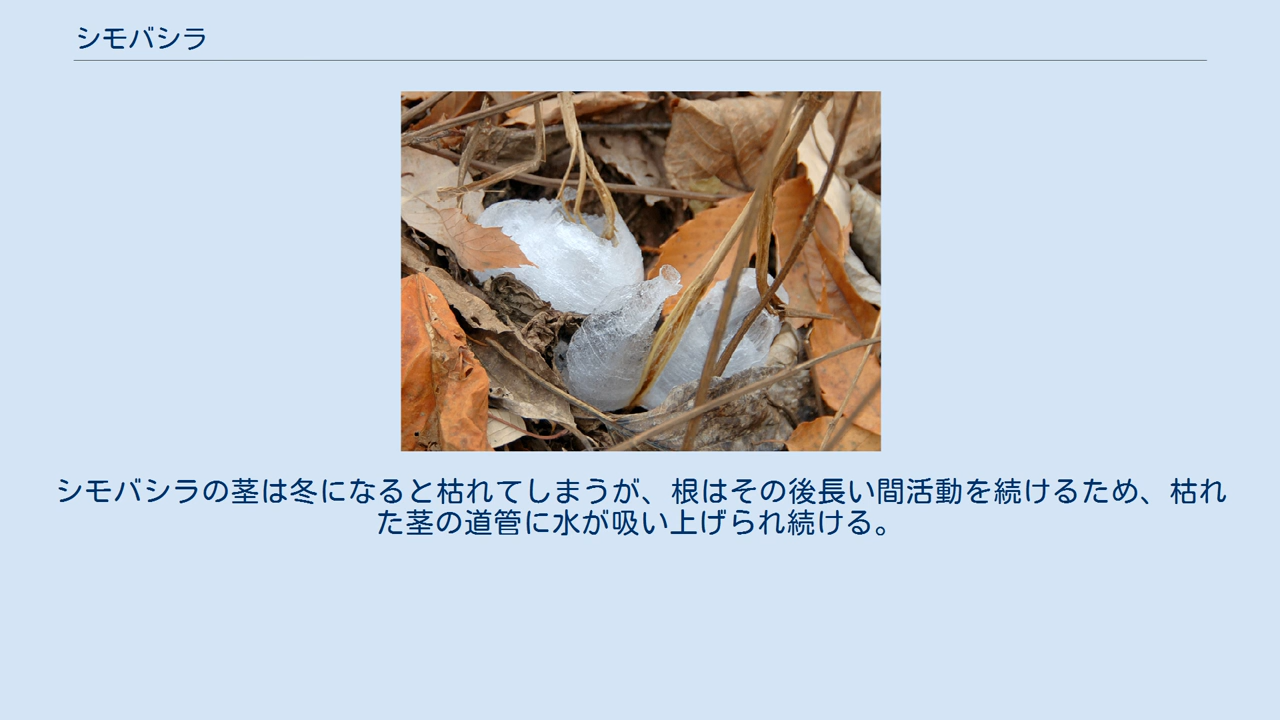 シモバシラ
シモバシラの茎は冬になると枯れてしまうが、根はその後長い間活動を続けるため、枯れ
た茎の道管に水が吸い上げられ続ける。